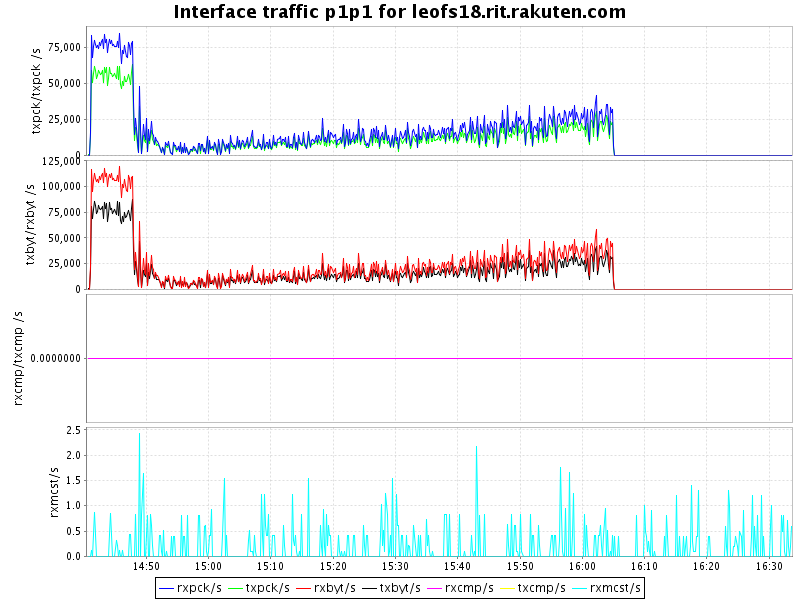 Interface traffic p1p1 for leofs18.rit.rakuten.com
txpck/txpck /s
75,000
50,000
25,000
0
txbyt/rxbyt /s
125,000
100,000
75,000
50,000
25,000
0
rxcmp/txcmp /s
0.0000000
rxmcst/s
2.5
2.0
1.5
1.0
0.5
0.0
14:50 15:00 15:10 15:20 15:30 15:40 15:50 16:00 16:10 16:20 16:30
rxpck/s txpck/s rxbyt/s txbyt/s rxcmp/s txcmp/s rxmcst/s